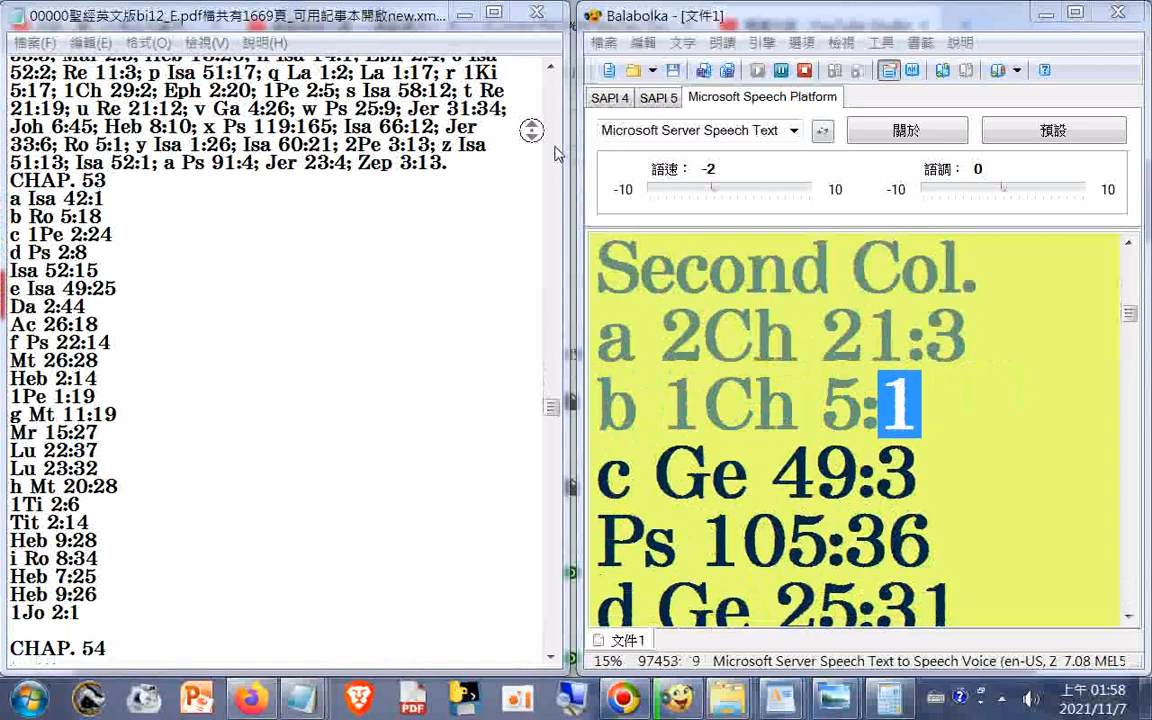 00000聖經英文版bi12_E.pdf檔共有1669頁_可用記事本開啟new.xm...
檔案(F) 編輯(E) 格式(O) 檢視(V) 說明(H)
52:2; Re 11:3; p Isa 51:17; q La 1:2; La 1:17; r 1Ki
5:17; 1Ch 29:2; Eph 2:20; 1Pe 2:5; s Isa 58:12; t Re
21:19; u Re 21:12; v Ga 4:26; w Ps 25:9; Jer 31:34;
Joh 6:45; Heb 8:10; x Ps 119:165; Isa 66:12; Jer
33:6; Ro 5:1; y Isa 1:26; Isa 60:21; 2Pe 3:13; z Isa
51:13; Isa 52:1; a Ps 91:4; Jer 23:4; Zep 3:13.
CHAP. 53
a Isa 42:1
b Ro 5:18
c 1Pe 2:24
d Ps 2:8
Isa 52:15
e Isa 49:25
Da 2:44
Ac 26:18
f Ps 22:14
Mt 26:28
Heb 2:14
1Pe 1:19
g Mt 11:19
Mr 15:27
Lu 22:37
Lu 23:32
h Mt 20:28
1Ti 2:6
Tit 2:14
Heb 9:28
i Ro 8:34
Heb 7:25
Heb 9:26
1Jo 2:1
CHAP. 54
Balabolka - [文件1]
檔案 編輯 文字 朗讀 引擎 選項 檢視 工具 書籤 說明
SAPI 4 SAPI 5 Microsoft Speech Platform
Microsoft Server Speech Text 關於 預設
語速： -2 語調： 0
-10 10 -10 10
Second Col.
a 2Ch 21:3
b 1Ch 5:1
c Ge 49:3
Ps 105:36
d Ge 25:31
文件1
15% 97453: 9 Microsoft Server Speech Text to Speech Voice (en-US, Z 7.08 ME
PDF
上午 01:58
2021/11/7